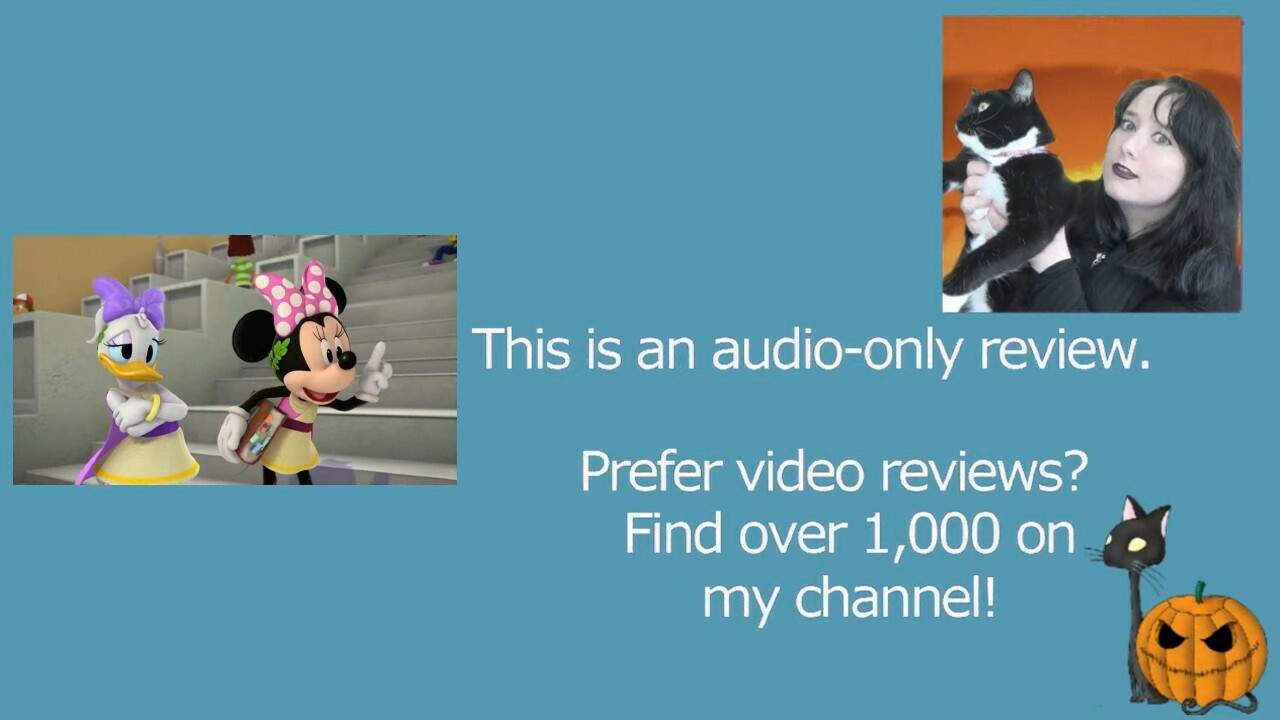 This is an audio-only review.
Prefer video reviews?
Find over 1,000 on
my channel!